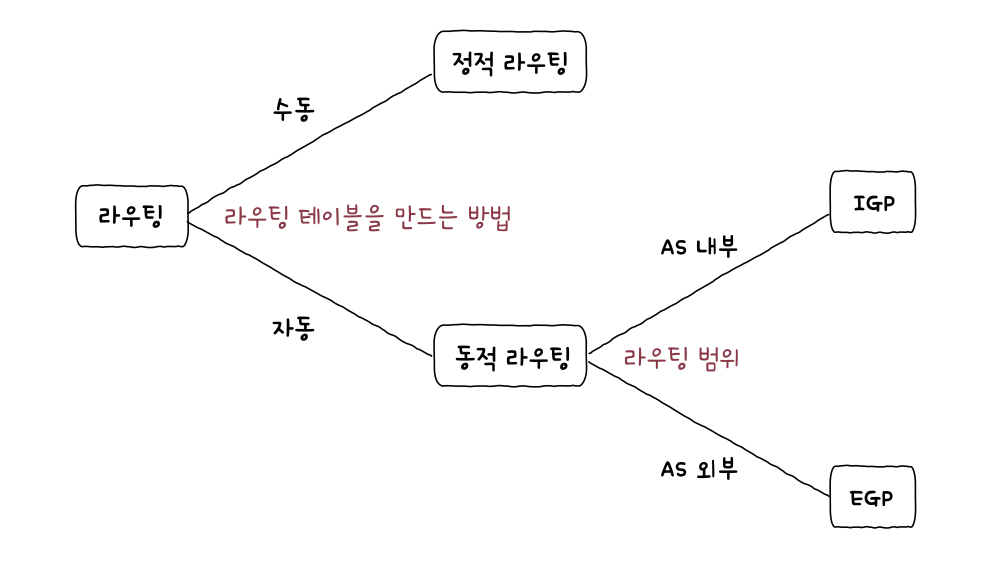 정적 라우팅
수동
라우팅
라우팅 테이블을 만드는 방법
IGP
AS 내부
자동
동적 라우팅
라우팅 범위
AS 외부
EGP